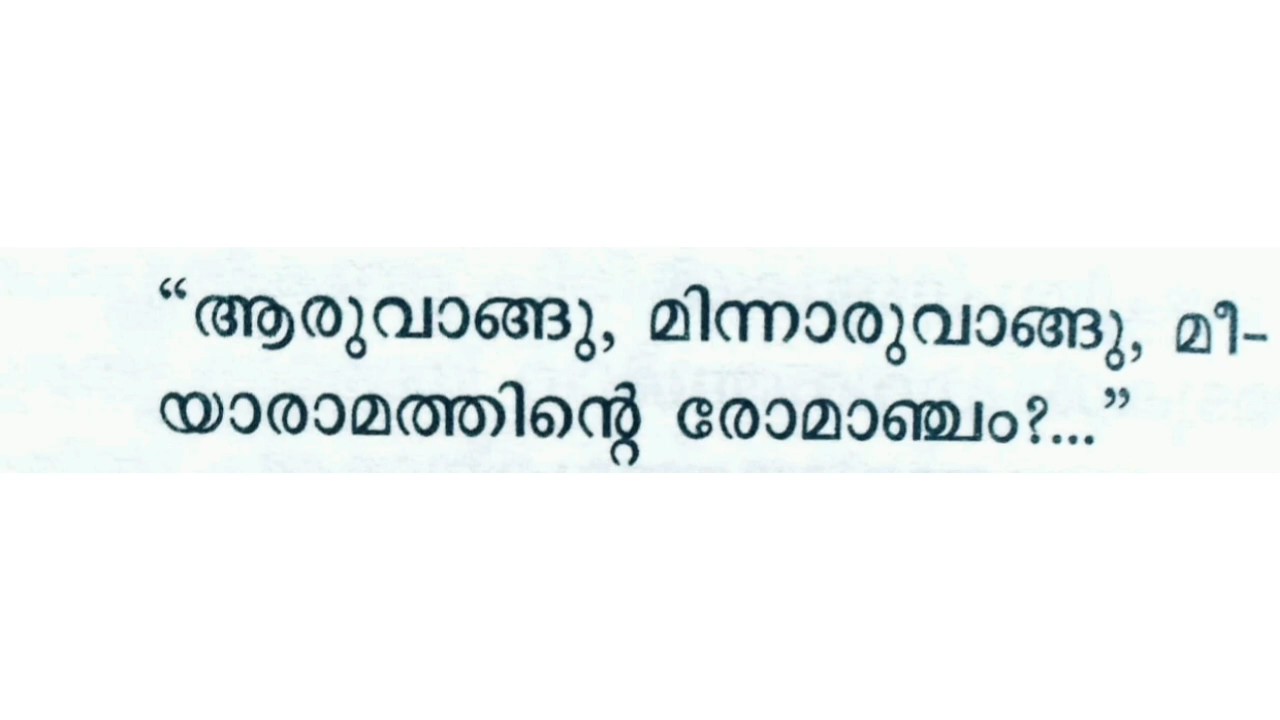 “ആരുവാങ്ങു, മിന്നാരുവാങ്ങു, മീ-
യാരാമത്തിന്റെ രോമാഞ്ചം?...”